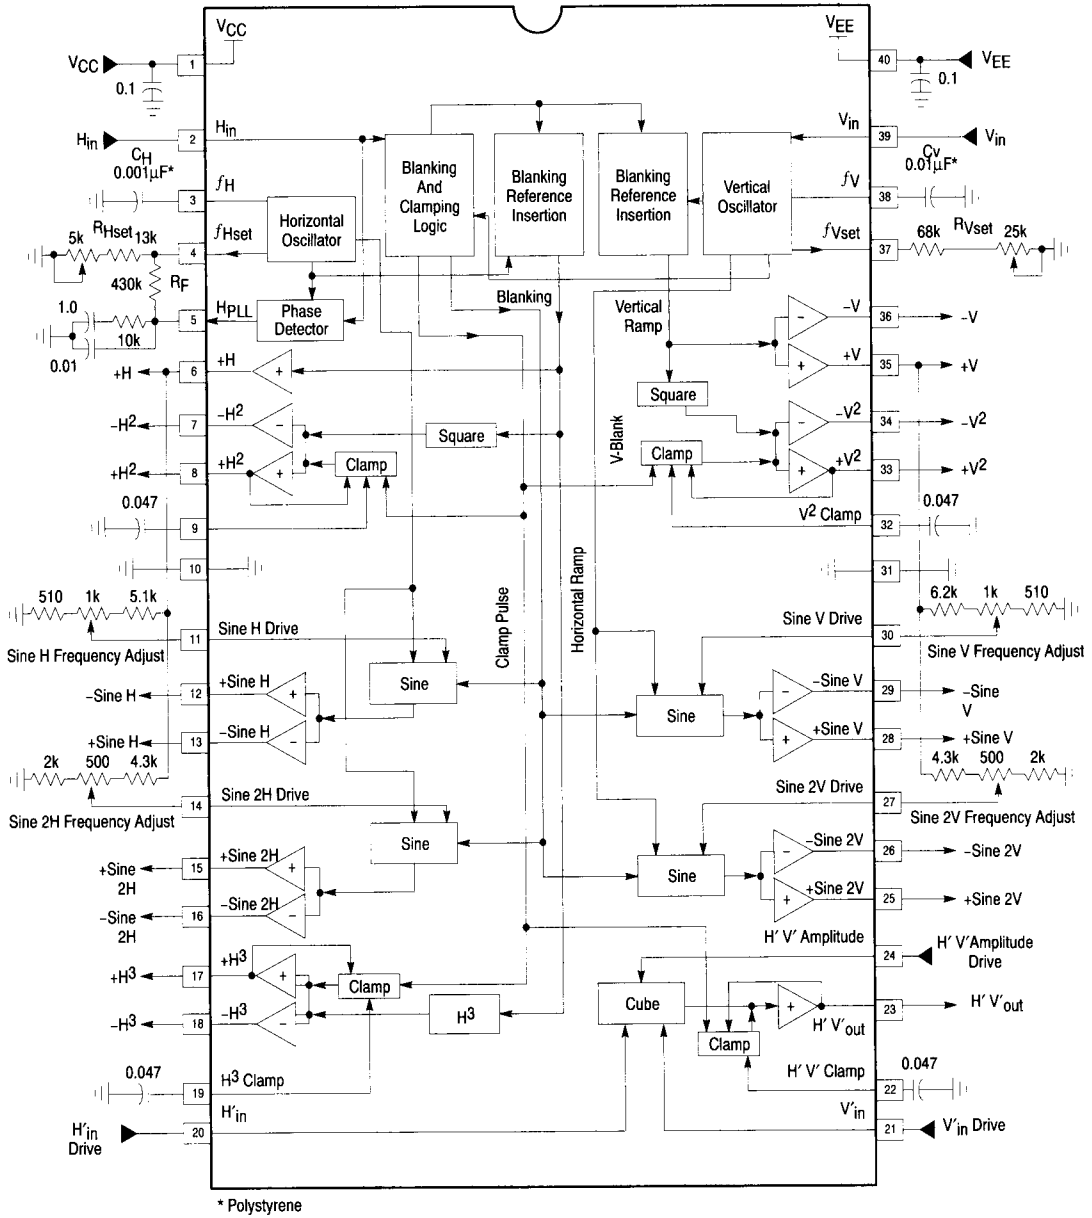 VCC
VCC
1
0.1
VEE
VEE
40
0.1
Hin
2
Hin
Vin
39
Vin
CH
0.001µF*
3
fH
fV
38
Cv
0.01µF*
RHset
5k
13k
4
fHset
fVset
37
68k
RVset
25k
Blanking
And
Clamping
Logic
Blanking
Reference
Insertion
Blanking
Reference
Insertion
Vertical
Oscillator
Horizontal
Oscillator
430k
RF
1.0
10k
0.01
5
HPLL
Phase
Detector
Blanking
Vertical
Ramp
−V
36
−V
+H
6
+H
+
−
+
+V
35
+V
−H2
7
−H2
−
Square
Square
−
−V2
34
−V2
+H2
8
+H2
+
Clamp
V-Blank
Clamp
+
+V2
33
+V2
0.047
9
V2 Clamp
32
0.047
10
31
510
1k
5.1k
11
Sine H Drive
Sine H Frequency Adjust
Clamp Pulse
Horizontal Ramp
Sine V Drive
30
6.2k
1k
510
Sine V Frequency Adjust
−Sine H
12
+Sine H
+
Sine
Sine
−
−Sine V
29
−Sine
V
+Sine H
13
−Sine H
−
+
+Sine V
28
+Sine V
2k
500
4.3k
14
Sine 2H Drive
Sine 2H Frequency Adjust
Sine 2V Drive
27
4.3k
500
2k
Sine 2V Frequency Adjust
+Sine
2H
15
+Sine 2H
+
Sine
Sine
−
−Sine 2V
26
−Sine 2V
−Sine
2H
16
−Sine 2H
−
+
+Sine 2V
25
+Sine 2V
H′ V′ Amplitude
24
H′ V′Amplitude
Drive
+H3
17
+H3
+
Clamp
Cube
+
H′ V′out
23
H′ V′out
−H3
18
−H3
−
H3
Clamp
0.047
19
H3 Clamp
H′ V′ Clamp
22
0.047
H′in
Drive
20
H′in
V′in
21
V′in Drive
* Polystyrene